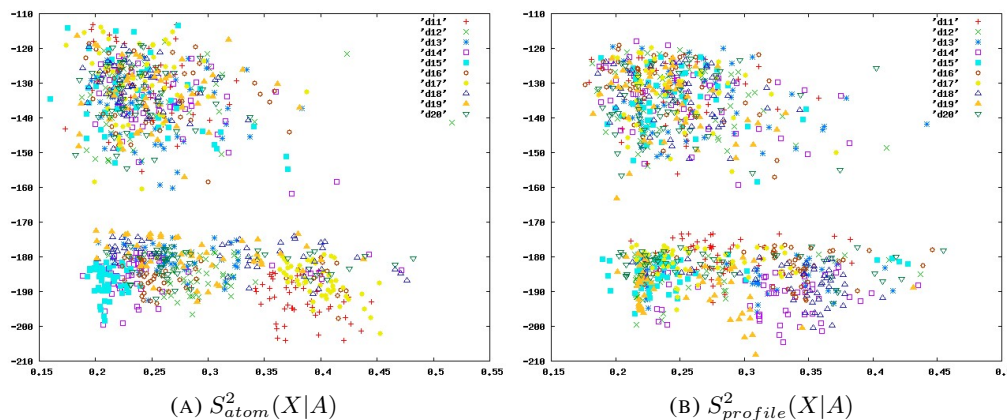 -110
-120
-130
-140
-150
-160
-170
-180
-190
-200
-210
0.15 0.2 0.25 0.3 0.35 0.4 0.45 0.5 0.55
'd11'
'd12'
'd13'
'd14'
'd15'
'd16'
'd17'
'd18'
'd19'
'd20'
(A) S²_atom(X|A)
-110
-120
-130
-140
-150
-160
-170
-180
-190
-200
-210
0.15 0.2 0.25 0.3 0.35 0.4 0.45 0.
'd11'
'd12'
'd13'
'd14'
'd15'
'd16'
'd17'
'd18'
'd19'
'd20'
(B) S²_profile(X|A)